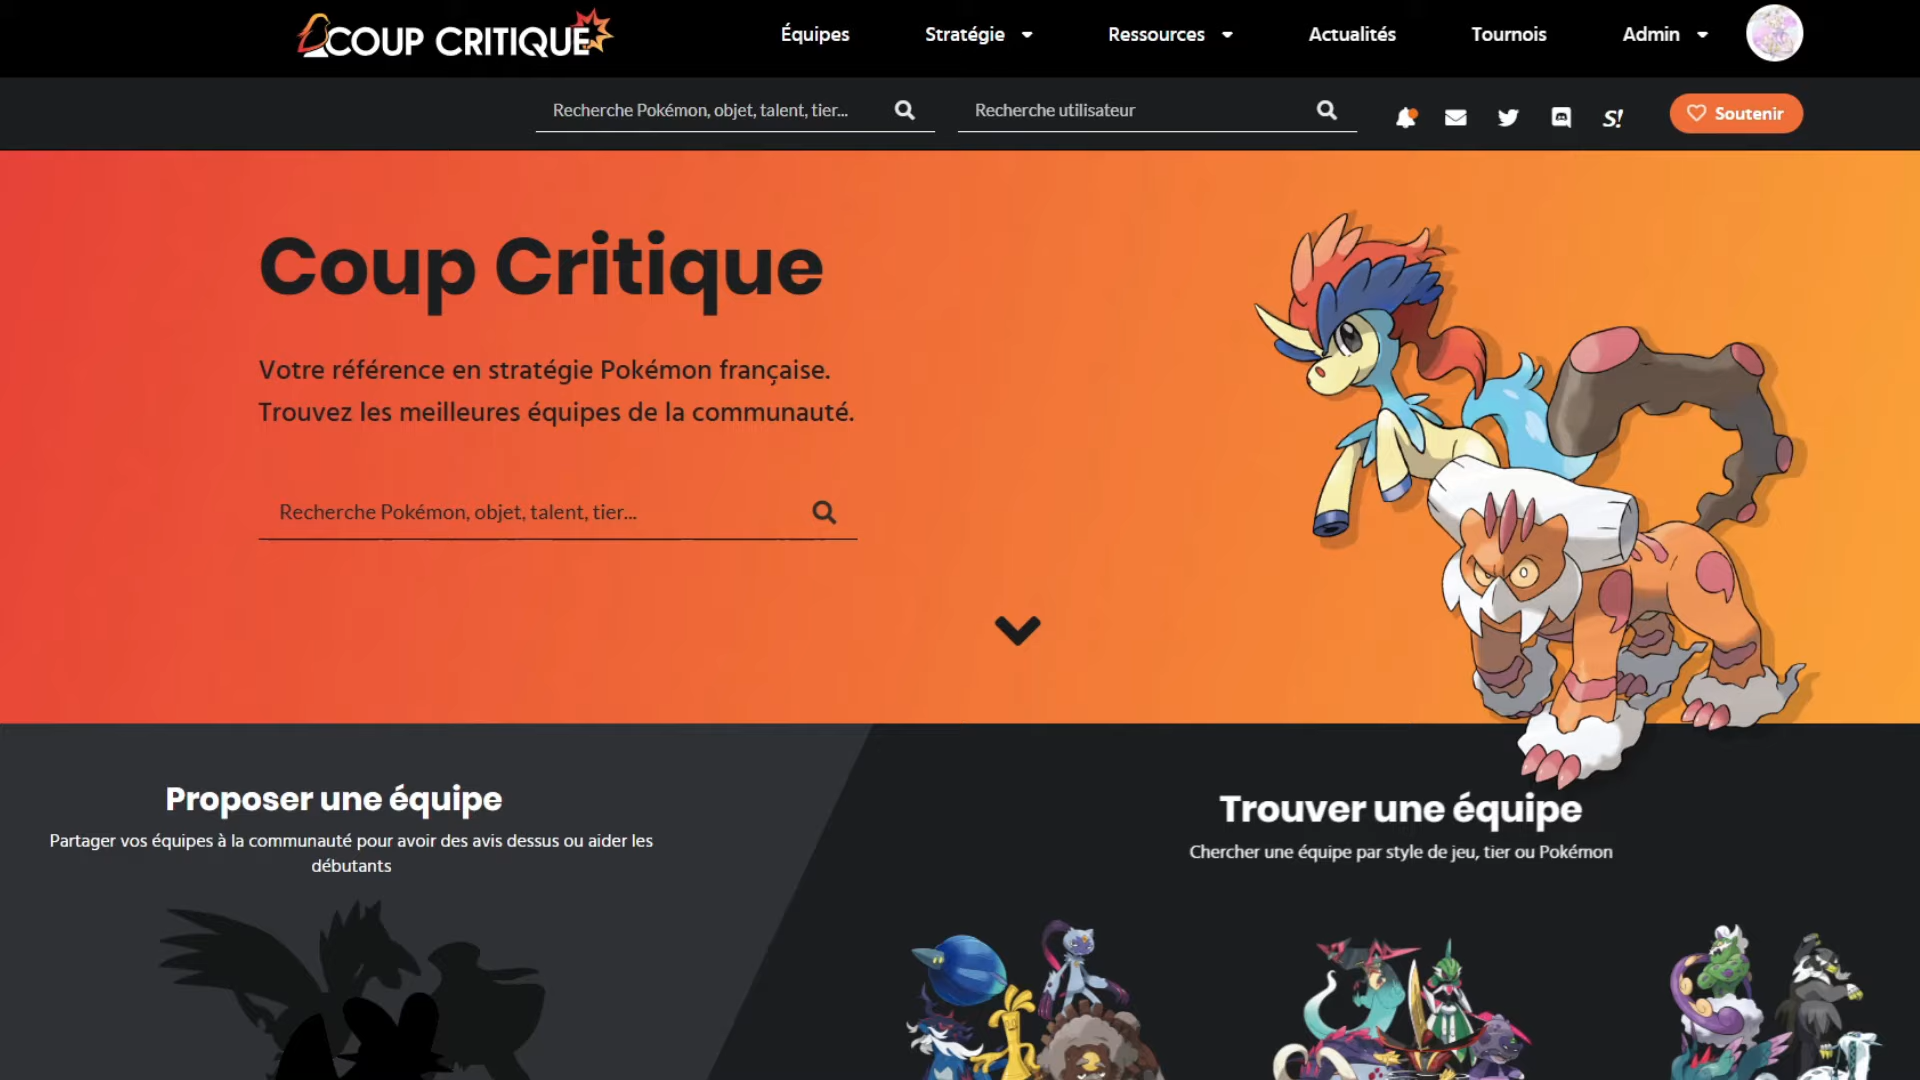 COUP CRITIQUE
Équipes
Stratégie
Ressources
Actualités
Tournois
Admin
Recherche Pokémon, objet, talent, tier...
Recherche utilisateur
S!
Soutenir
Coup Critique
Votre référence en stratégie Pokémon française.
Trouvez les meilleures équipes de la communauté.
Recherche Pokémon, objet, talent, tier...
Proposer une équipe
Partager vos équipes à la communauté pour avoir des avis dessus ou aider les
débutants
Trouver une équipe
Chercher une équipe par style de jeu, tier ou Pokémon